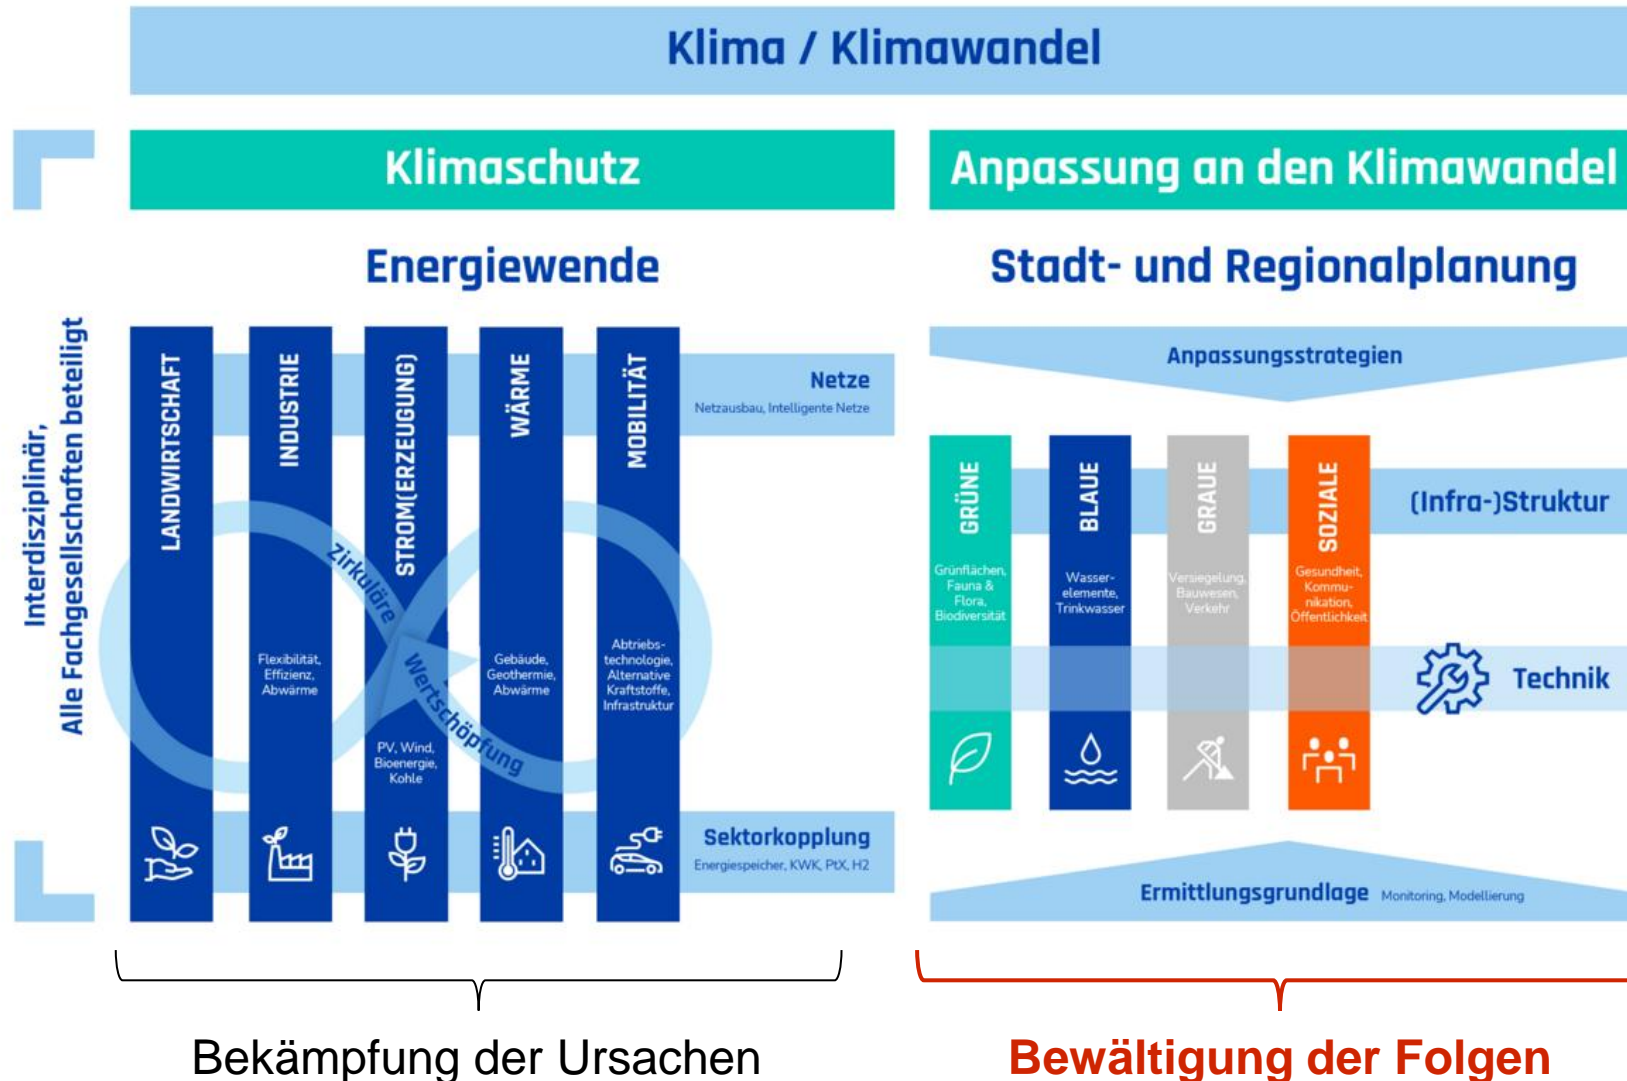 Klima / Klimawandel
Klimaschutz
Anpassung an den Klimawandel
Interdisziplinär,
Alle Fachgesellschaften beteiligt
Energiewende
LANDWIRTSCHAFT
INDUSTRIE
Flexibilität,
Effizienz,
Abwärme
STROM(ERZEUGUNG)
PV, Wind,
Bioenergie,
Kohle
WÄRME
Gebäude,
Geothermie,
Abwärme
MOBILITÄT
Abtriebs-
technologie,
Alternative
Kraftstoffe,
Infrastruktur
Netze
Netzausbau, Intelligente Netze
Zirkuläre
Wertschöpfung
Sektorkopplung
Energiespeicher, KWK, PtX, H2
Stadt- und Regionalplanung
Anpassungsstrategien
GRÜNE
Grünflächen,
Fauna &
Flora,
Biodiversität
BLAUE
Wasser-
elemente,
Trinkwasser
GRAUE
Versiegelung,
Bauwesen,
Verkehr
SOZIALE
Gesundheit,
Kommu-
nikation,
Öffentlichkeit
(Infra-)Struktur
Technik
Ermittlungsgrundlage Monitoring, Modellierung
Bekämpfung der Ursachen
Bewältigung der Folgen